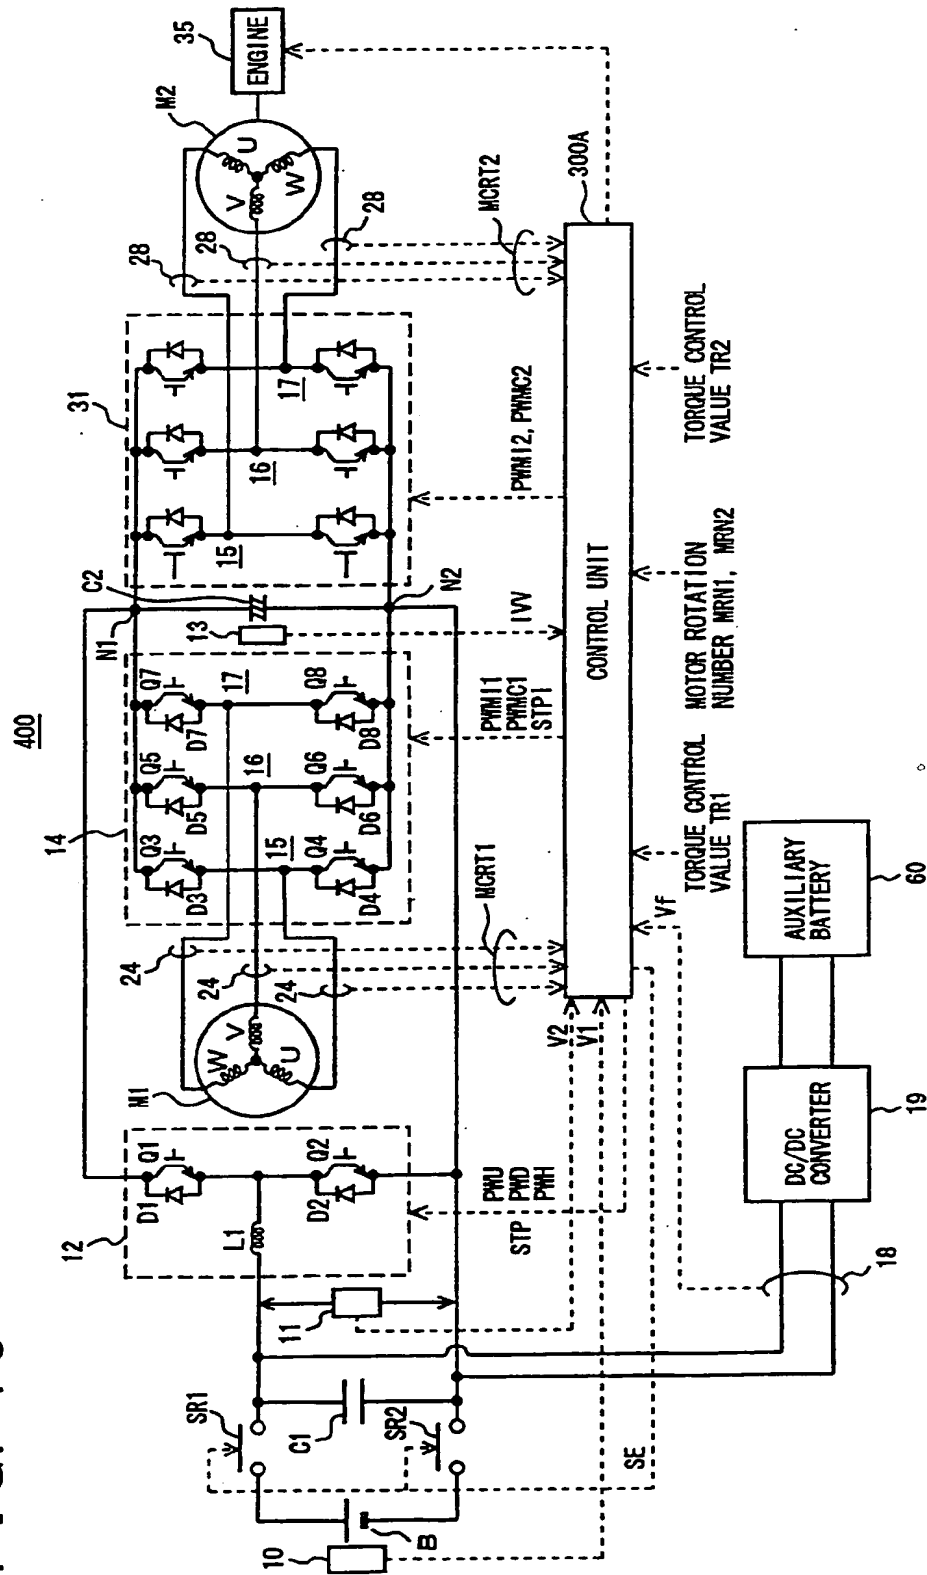 400
N1
C2
31
M2
35
ENGINE
14
Q7
D7
17
Q5
D5
16
Q3
D3
15
Q8
D8
Q6
D6
Q4
D4
13
N2
15
16
17
28
28
28
U
V
W
24
24
24
M1
W
V
U
12
D1
Q1
D2
Q2
L1
11
SR1
C1
SR2
B
10
SE
STP
PWU
PWD
PWH
V2
V1
MCRT1
PWMI1
PWMC1
STP1
IVV
PWMI2, PWMC2
MCRT2
300A
CONTROL UNIT
Vf
TORQUE CONTROL
VALUE TR1
MOTOR ROTATION
NUMBER MRN1, MRN2
TORQUE CONTROL
VALUE TR2
18
DC/DC
CONVERTER
19
AUXILIARY
BATTERY
60